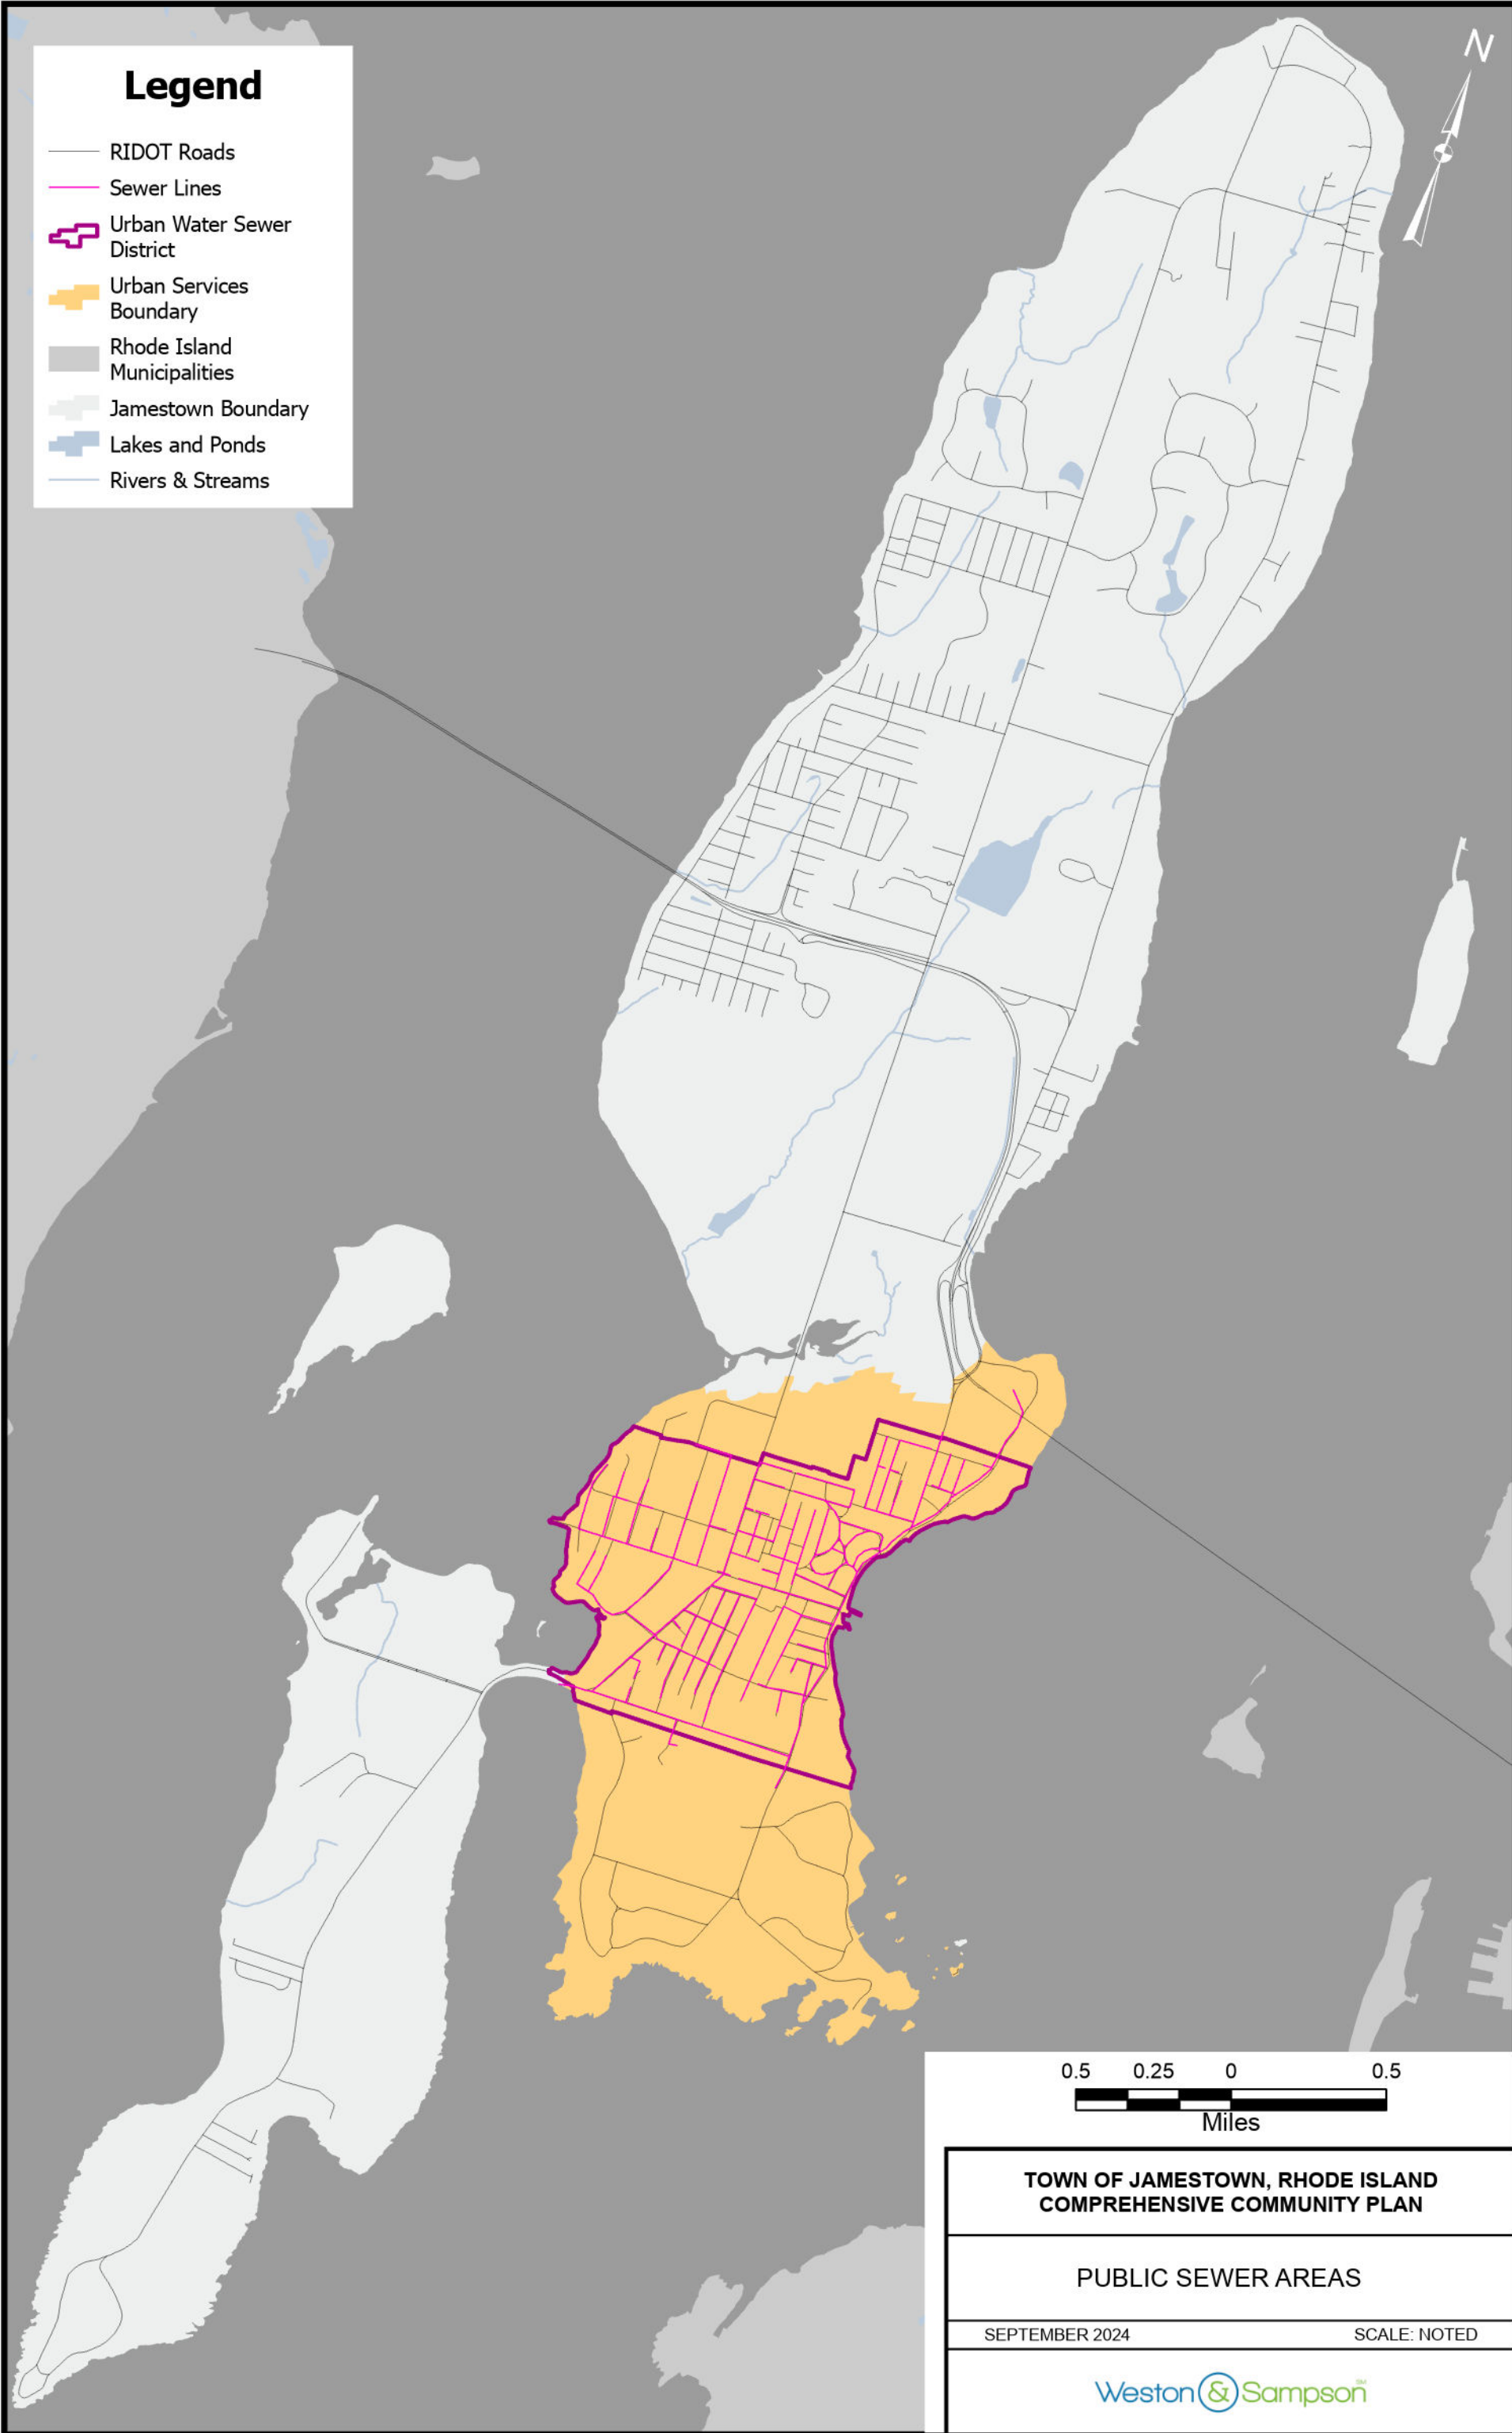 Legend
RIDOT Roads
Sewer Lines
Urban Water Sewer
District
Urban Services
Boundary
Rhode Island
Municipalities
Jamestown Boundary
Lakes and Ponds
Rivers & Streams
N
0.5 0.25 0 0.5
Miles
TOWN OF JAMESTOWN, RHODE ISLAND
COMPREHENSIVE COMMUNITY PLAN
PUBLIC SEWER AREAS
SEPTEMBER 2024 SCALE: NOTED
Weston & Sampson℠